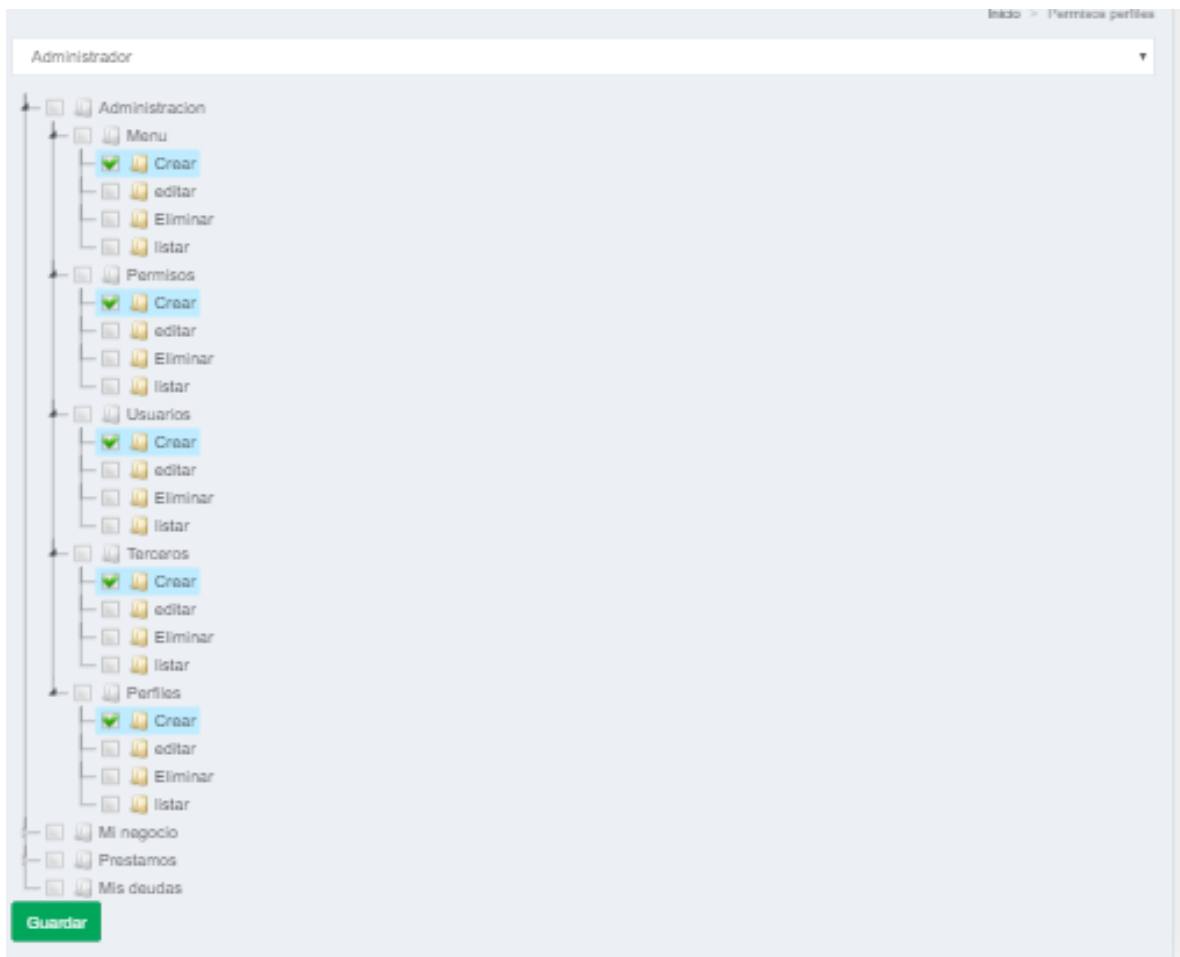 Inicio > Permisos perfiles
Administrador
Administracion
Menu
Crear
editar
Eliminar
listar
Permisos
Crear
editar
Eliminar
listar
Usuarios
Crear
editar
Eliminar
listar
Terceros
Crear
editar
Eliminar
listar
Perfiles
Crear
editar
Eliminar
listar
Mi negocio
Prestamos
Mis deudas
Guardar